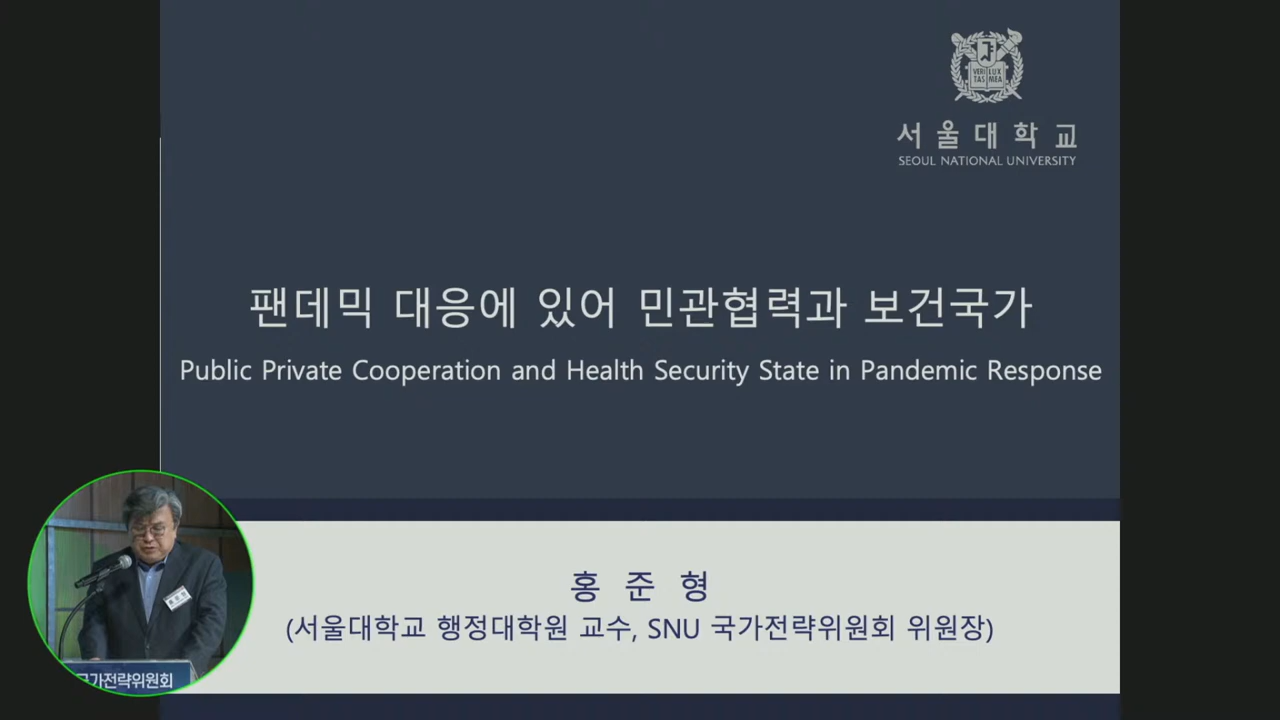 VERI LUX
TAS MEA
서울대학교
SEOUL NATIONAL UNIVERSITY
팬데믹 대응에 있어 민관협력과 보건국가
Public Private Cooperation and Health Security State in Pandemic Response
홍 준 형
(서울대학교 행정대학원 교수, SNU 국가전략위원회 위원장)
국가전략위원회